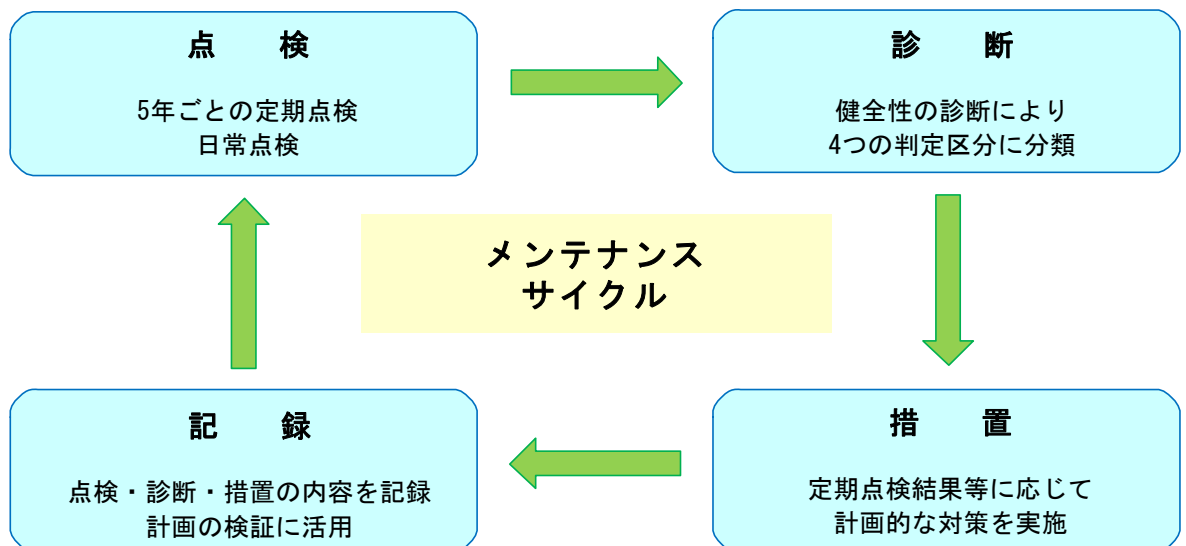 点　検
5年ごとの定期点検
日常点検
診　断
健全性の診断により
4つの判定区分に分類
メンテナンス
サイクル
記　録
点検・診断・措置の内容を記録
計画の検証に活用
措　置
定期点検結果等に応じて
計画的な対策を実施